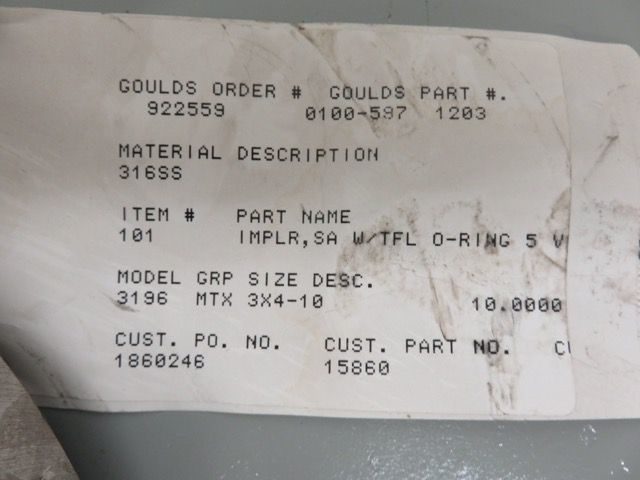 GOULDS ORDER # GOULDS PART #.
922559 0100-597 1203
MATERIAL DESCRIPTION
316SS
ITEM # PART NAME
101 IMPLR,SA W/TFL O-RING 5 V
MODEL GRP SIZE DESC.
3196 MTX 3X4-10 10.0000
CUST. PO. NO. CUST. PART NO. CU
1860246 15860